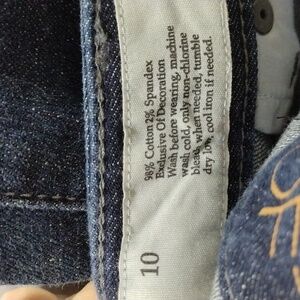 98% Cotton 2% Spandex
Exclusive Of Decoration
Wash before wearing, machine
wash cold, only non-chlorine
bleach when needed, tumble
dry low, cool iron if needed.
10